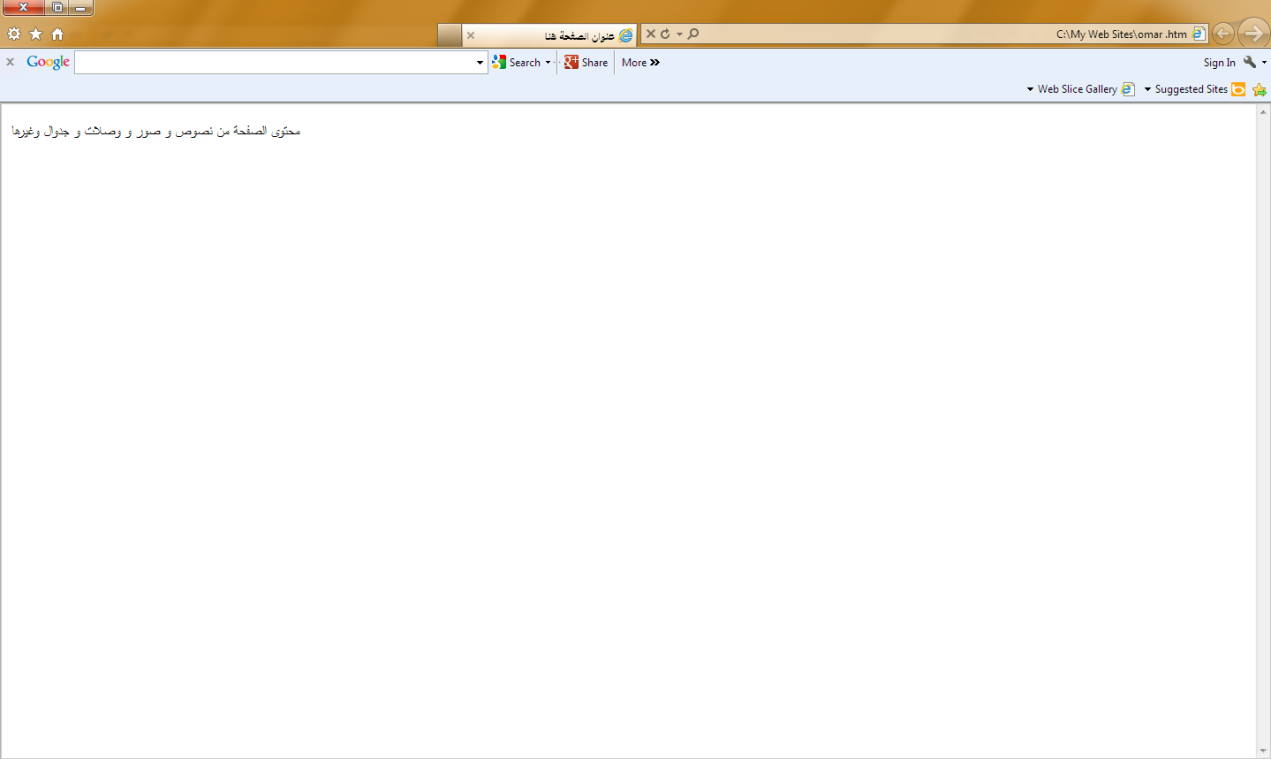 عنوان الصفحة هنا
C:\My Web Sites\omar .htm
Google Search Share More Sign In
Web Slice Gallery Suggested Sites
محتوى الصفحة من نصوص و صور و وصلات و جدوال وغيرها